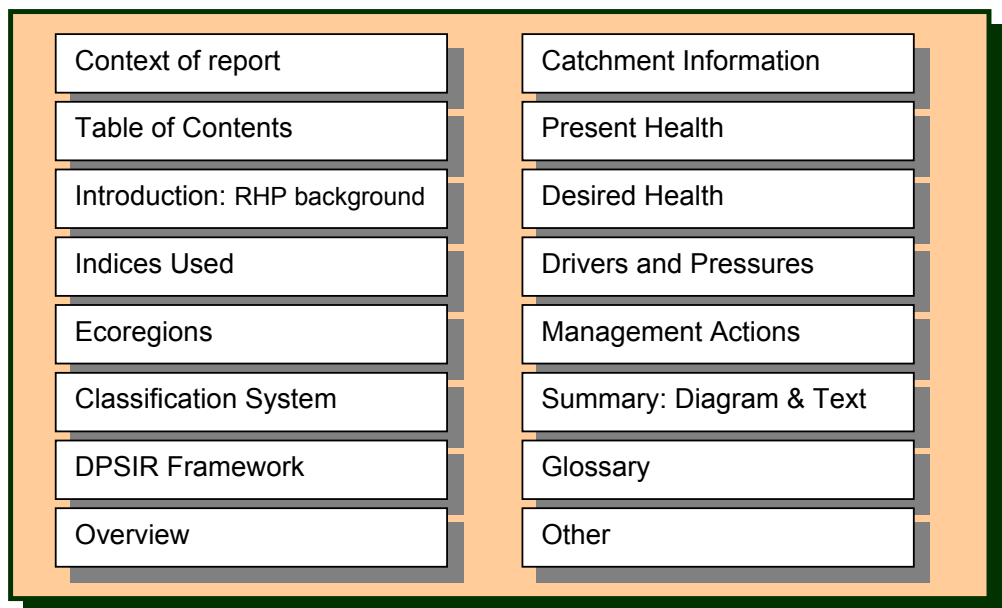 Context of report
Table of Contents
Introduction: RHP background
Indices Used
Ecoregions
Classification System
DPSIR Framework
Overview
Catchment Information
Present Health
Desired Health
Drivers and Pressures
Management Actions
Summary: Diagram & Text
Glossary
Other